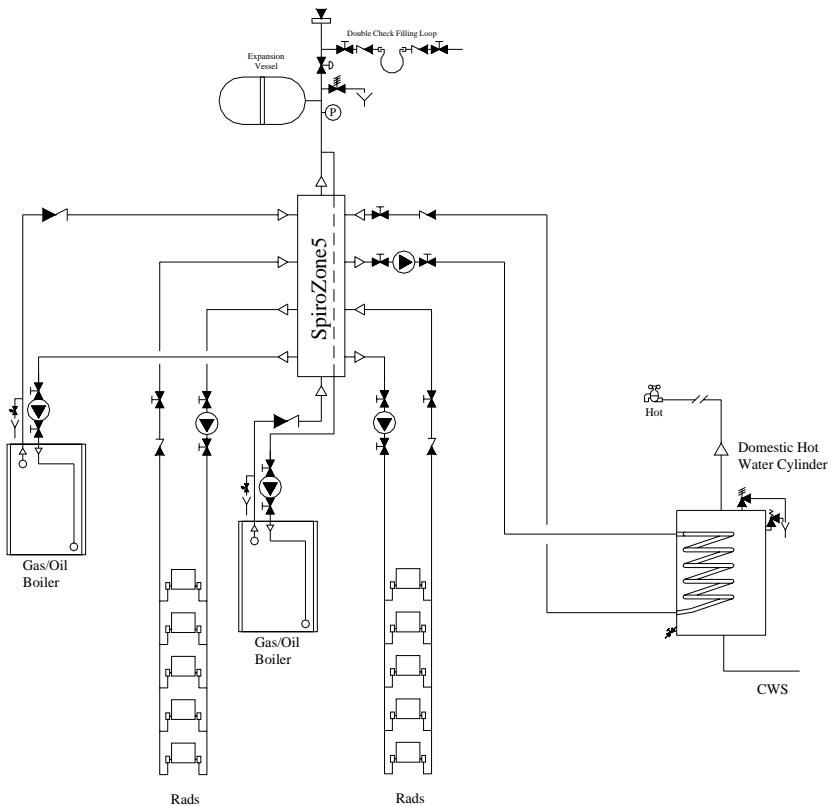 Double Check Filling Loop
Expansion
Vessel
P
SpiroZone5
Hot
Domestic Hot
Water Cylinder
Gas/Oil
Boiler
Gas/Oil
Boiler
CWS
Rads
Rads